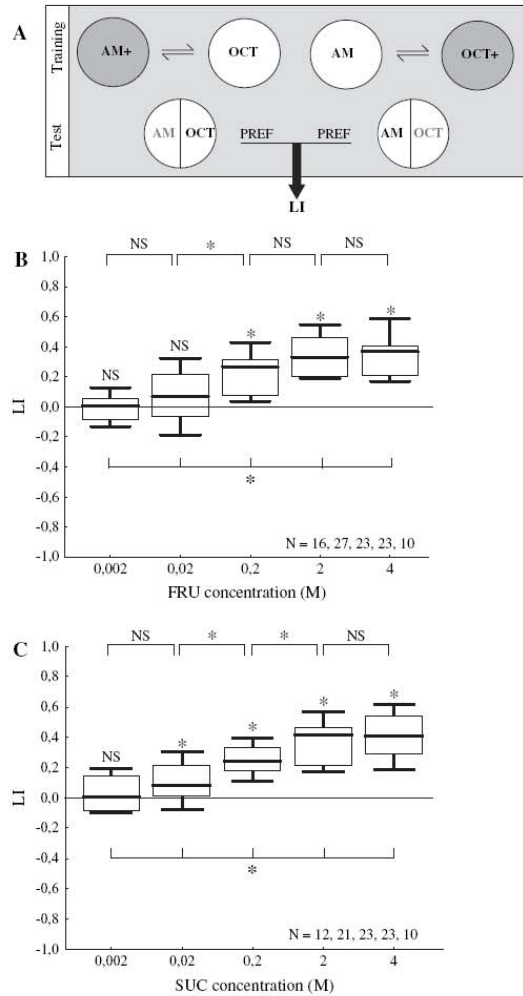 A
Training
AM+
OCT
AM
OCT+
Test
AM OCT
PREF PREF
AM OCT
LI
B
NS * NS NS
1,0
0,8
0,6
0,4
0,2
0,0
-0,2
-0,4
-0,6
-0,8
-1,0
LI
NS NS * * *
*
N = 16, 27, 23, 23, 10
0,002 0,02 0,2 2 4
FRU concentration (M)
C
NS * * NS
1,0
0,8
0,6
0,4
0,2
0,0
-0,2
-0,4
-0,6
-0,8
-1,0
LI
NS * * * *
*
N = 12, 21, 23, 23, 10
0,002 0,02 0,2 2 4
SUC concentration (M)